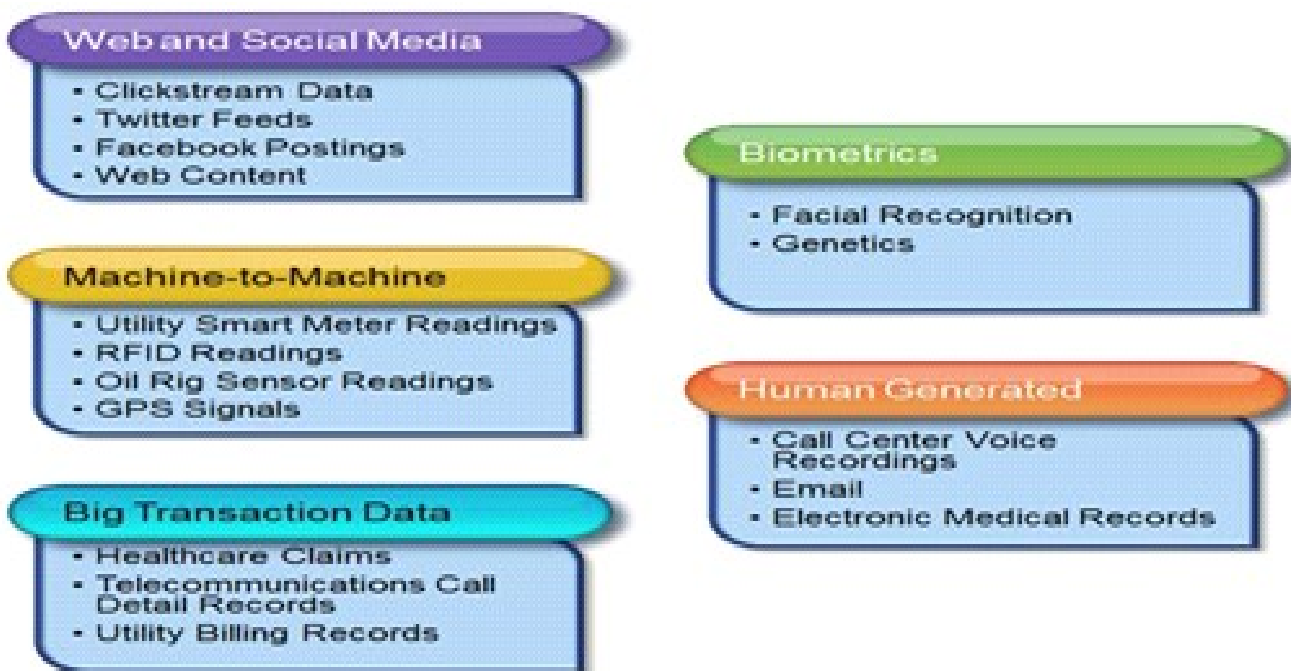 Web and Social Media
• Clickstream Data
• Twitter Feeds
• Facebook Postings
• Web Content
Machine-to-Machine
• Utility Smart Meter Readings
• RFID Readings
• Oil Rig Sensor Readings
• GPS Signals
Big Transaction Data
• Healthcare Claims
• Telecommunications Call
Detail Records
• Utility Billing Records
Biometrics
• Facial Recognition
• Genetics
Human Generated
• Call Center Voice
Recordings
• Email
• Electronic Medical Records